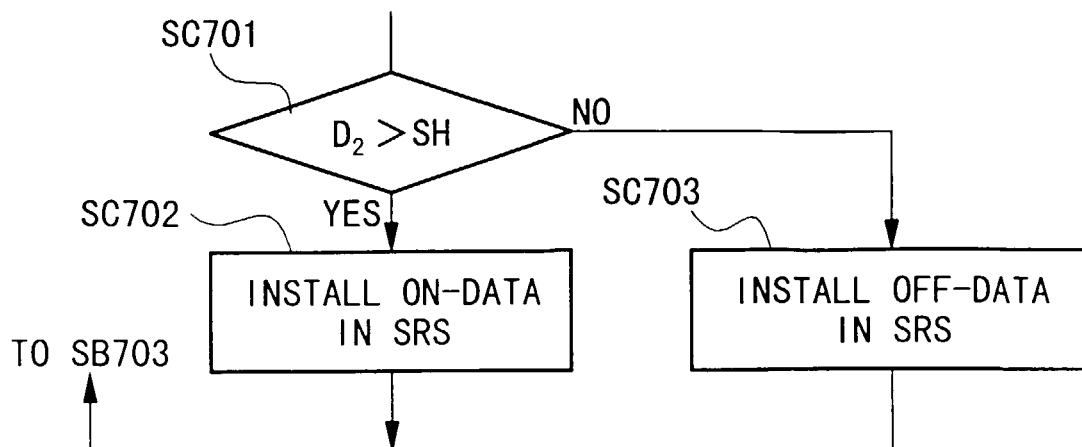 SC701
D₂ > SH
NO
YES
SC702
SC703
INSTALL ON-DATA
IN SRS
INSTALL OFF-DATA
IN SRS
TO SB703